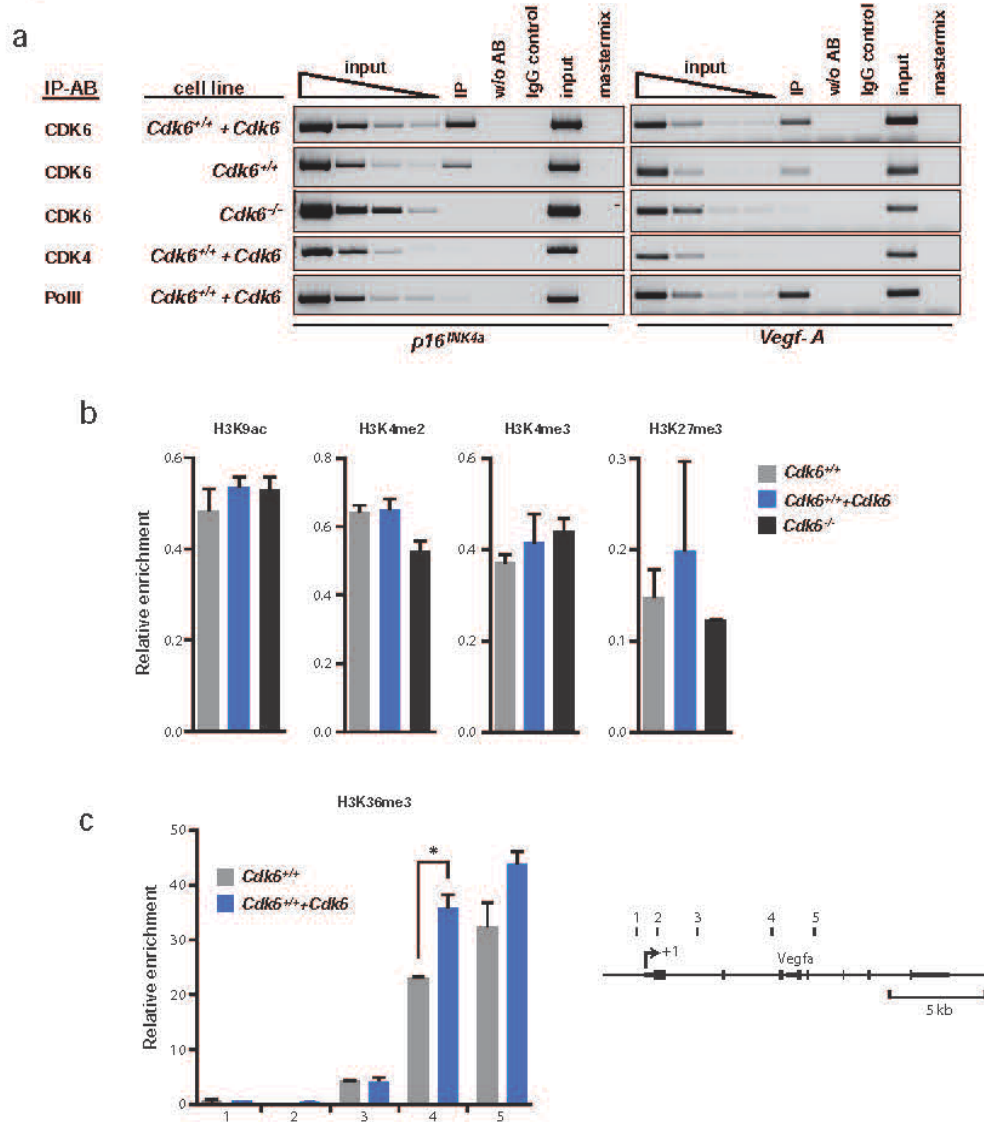 a
input IP w/o AB IgG control input mastermix input IP w/o AB IgG control input mastermix
IP-AB cell line
CDK6 Cdk6+/+ + Cdk6
CDK6 Cdk6+/+
CDK6 Cdk6-/-
CDK4 Cdk6+/+ + Cdk6
PolII Cdk6+/+ + Cdk6
p16INK4a Vegf- A
b
H3K9ac H3K4me2 H3K4me3 H3K27me3
Relative enrichment
0.6 0.8 0.6 0.3
0.4 0.6 0.4 0.2
0.2 0.4 0.2 0.1
0.2
0.0 0.0 0.0 0.0
Cdk6+/+
Cdk6+/++Cdk6
Cdk6-/-
c
H3K36me3
Relative enrichment
50
40
30
20
10
0
Cdk6+/+
Cdk6+/++Cdk6
*
1 2 3 4 5
1 2 3 4 5
+1 Vegfa
5 kb